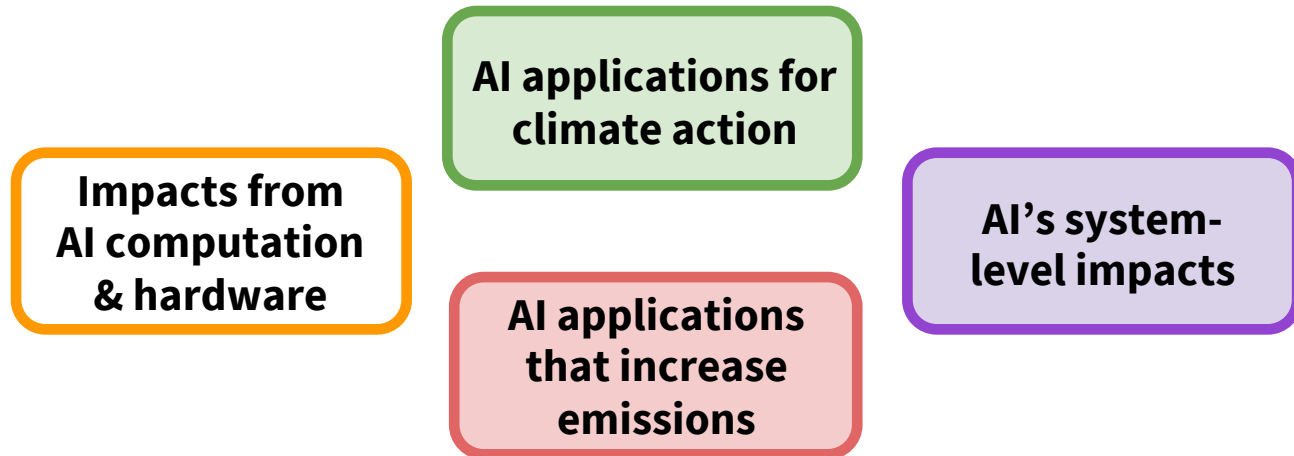 AI applications for
climate action
Impacts from
AI computation
& hardware
AI’s system-
level impacts
AI applications
that increase
emissions